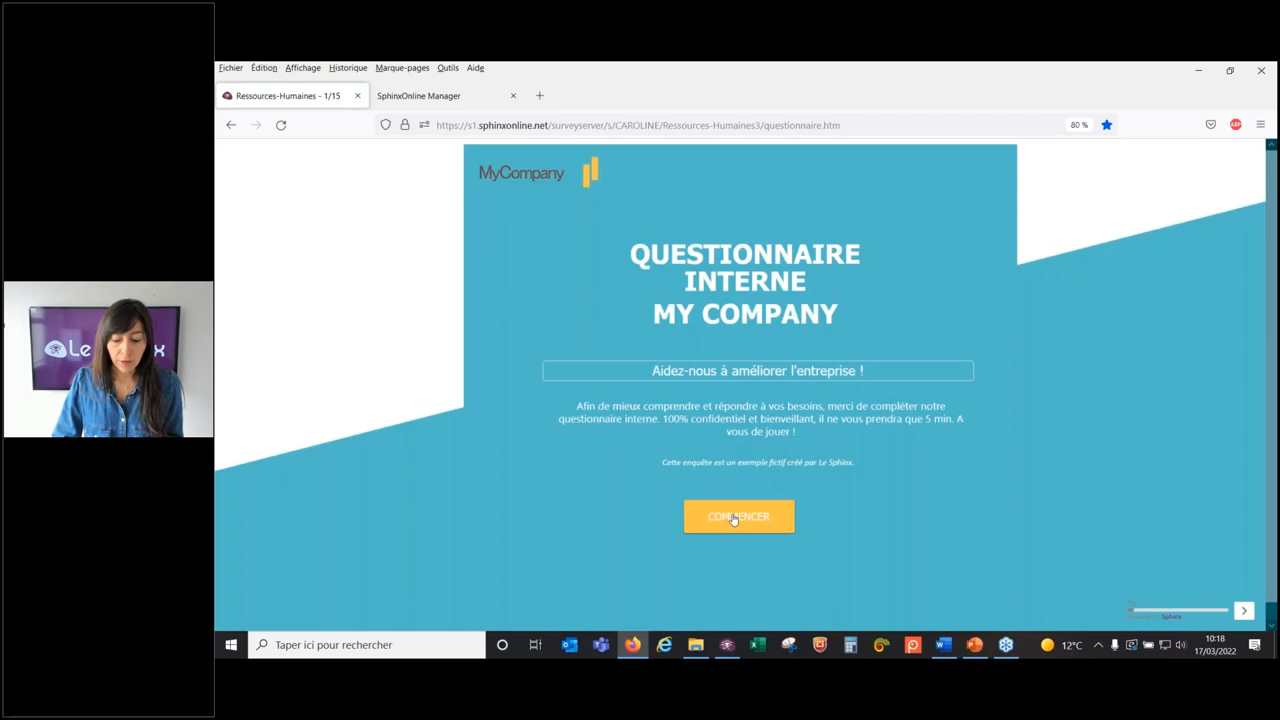 Fichier Édition Affichage Historique Marque-pages Outils Aide
Ressources-Humaines - 1/15
SphinxOnline Manager
https://s1.sphinxonline.net/surveyserver/s/CAROLINE/Ressources-Humaines3/questionnaire.htm
80 %
ABP
MyCompany
QUESTIONNAIRE
INTERNE
MY COMPANY
Aidez-nous à améliorer l'entreprise !
Afin de mieux comprendre et répondre à vos besoins, merci de compléter notre
questionnaire interne. 100% confidentiel et bienveillant, il ne vous prendra que 5 min. A
vous de jouer !
Cette enquête est un exemple fictif créé par Le Sphinx.
COMMENCER
Sphinx
Le x
Taper ici pour rechercher
12°C
10:18
17/03/2022